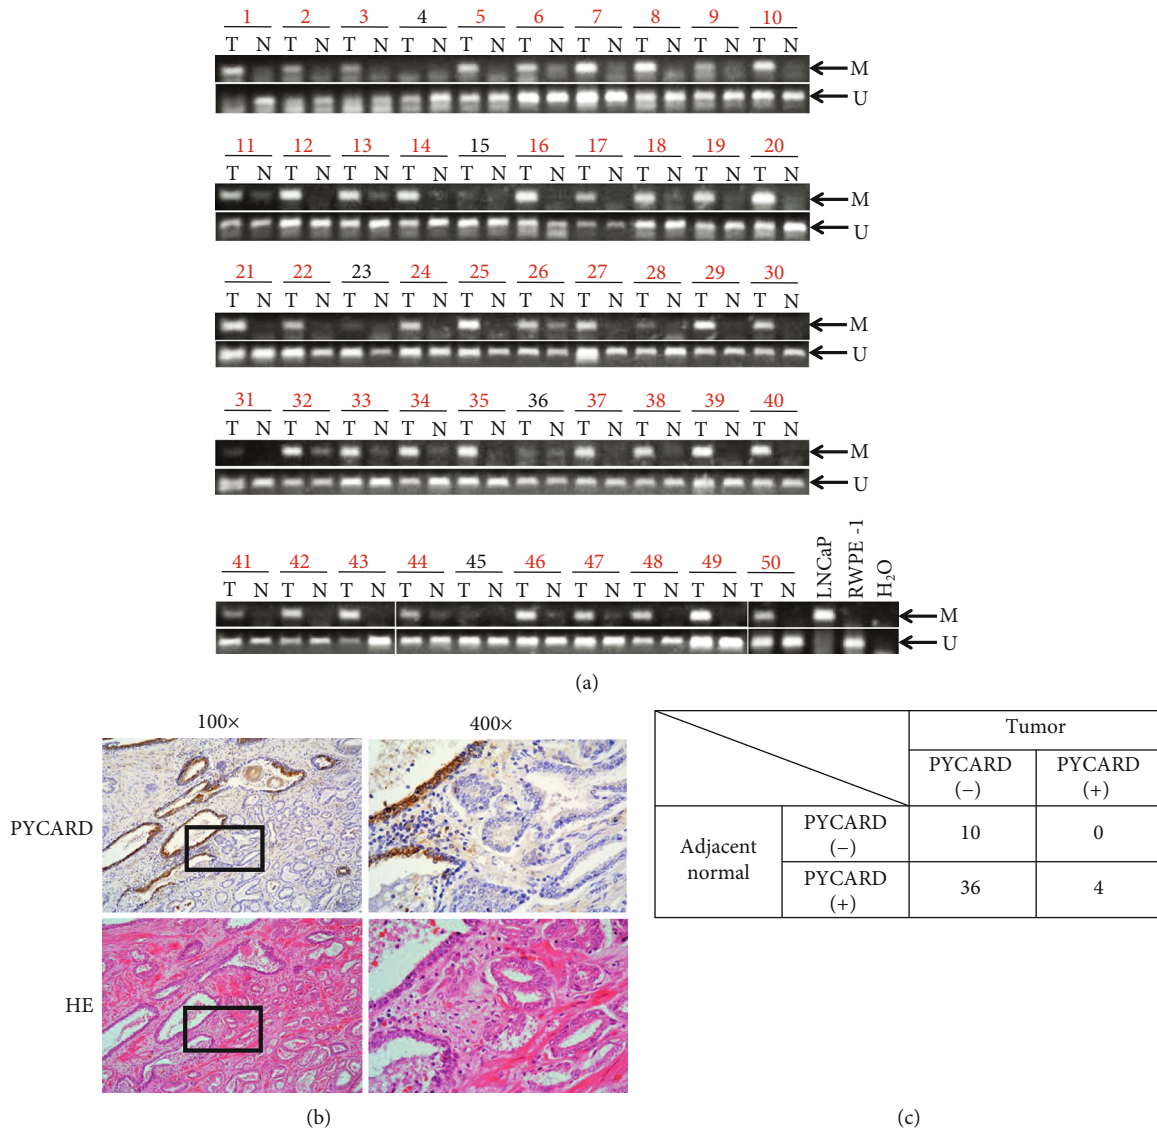 1 2 3 4 5 6 7 8 9 10
T N T N T N T N T N T N T N T N T N T N
M
U
11 12 13 14 15 16 17 18 19 20
T N T N T N T N T N T N T N T N T N T N
M
U
21 22 23 24 25 26 27 28 29 30
T N T N T N T N T N T N T N T N T N T N
M
U
31 32 33 34 35 36 37 38 39 40
T N T N T N T N T N T N T N T N T N T N
M
U
41 42 43 44 45 46 47 48 49 50 LNCaP RWPE -1 H₂O
T N T N T N T N T N T N T N T N T N T N
M
U
(a)
100× 400×
PYCARD
HE
(b)
Tumor
PYCARD PYCARD
(−) (+)
Adjacent
normal
PYCARD
(−)
10 0
PYCARD
(+)
36 4
(c)